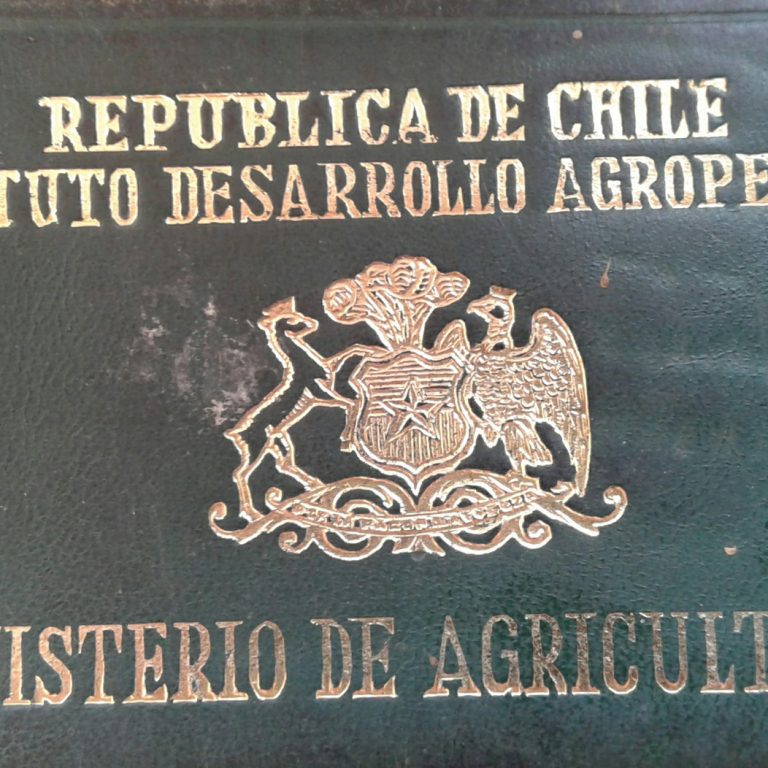 REPUBLICA DE CHILE
TUTO DESARROLLO AGROPE
ISTERIO DE AGRICULT